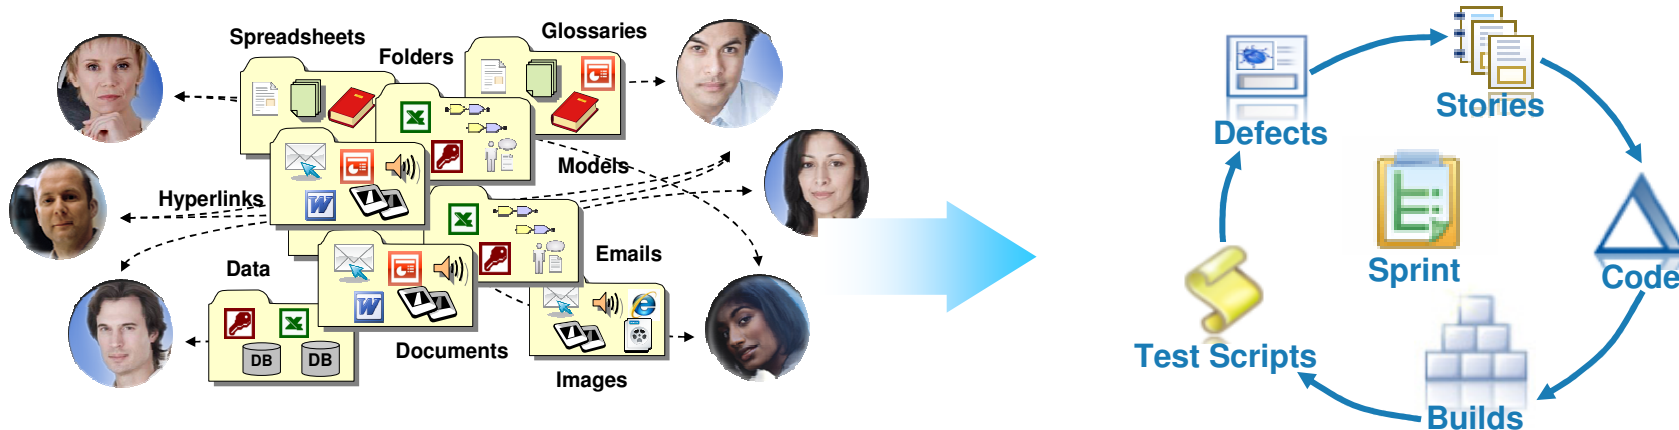 Spreadsheets
Folders
Glossaries
Models
Hyperlinks
Data
DB
DB
Emails
Documents
Images
Defects
Stories
Sprint
Code
Test Scripts
Builds